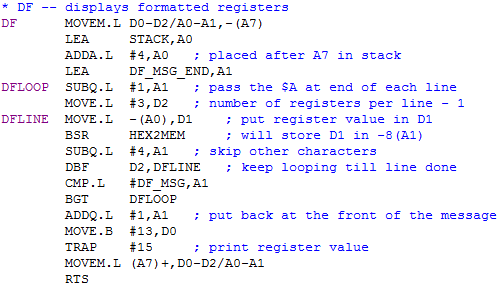 * DF -- displays formatted registers
DF      MOVEM.L D0-D2/A0-A1,-(A7)
        LEA     STACK,A0
        ADDA.L  #4,A0   ; placed after A7 in stack
        LEA     DF_MSG_END,A1
DFLOOP  SUBQ.L  #1,A1   ; pass the $A at end of each line
        MOVE.L  #3,D2   ; number of registers per line - 1
DFLINE  MOVE.L  -(A0),D1    ; put register value in D1
        BSR     HEX2MEM     ; will store D1 in -8(A1)
        SUBQ.L  #4,A1   ; skip other characters
        DBF     D2,DFLINE   ; keep looping till line done
        CMP.L   #DF_MSG,A1
        BGT     DFLOOP
        ADDQ.L  #1,A1   ; put back at the front of the message
        MOVE.B  #13,D0
        TRAP    #15     ; print register value
        MOVEM.L (A7)+,D0-D2/A0-A1
        RTS